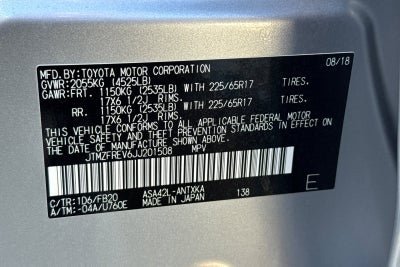 MFD.BY:TOYOTA MOTOR CORPORATION 08/18
GVWR:2055KG (4525LB)
GAWR:FRT. 1150KG (2535LB) WITH 225/65R17 TIRES.
17X6 1/2J RIMS.
RR. 1150KG (2535LB) WITH 225/65R17 TIRES.
17X6 1/2J RIMS.
THIS VEHICLE CONFORMS TO ALL APPLICABLE FEDERAL MOTOR
VEHICLE SAFETY AND THEFT PREVENTION STANDARDS IN EFFECT
ON THE DATE OF MANUFACTURE SHOWN ABOVE.
JTMZFREV6JJ201508 MPV
C/TR:1D6/FB20 ASA42L-ANTXKA 138 E
A/TM:-04A/U760E MADE IN JAPAN